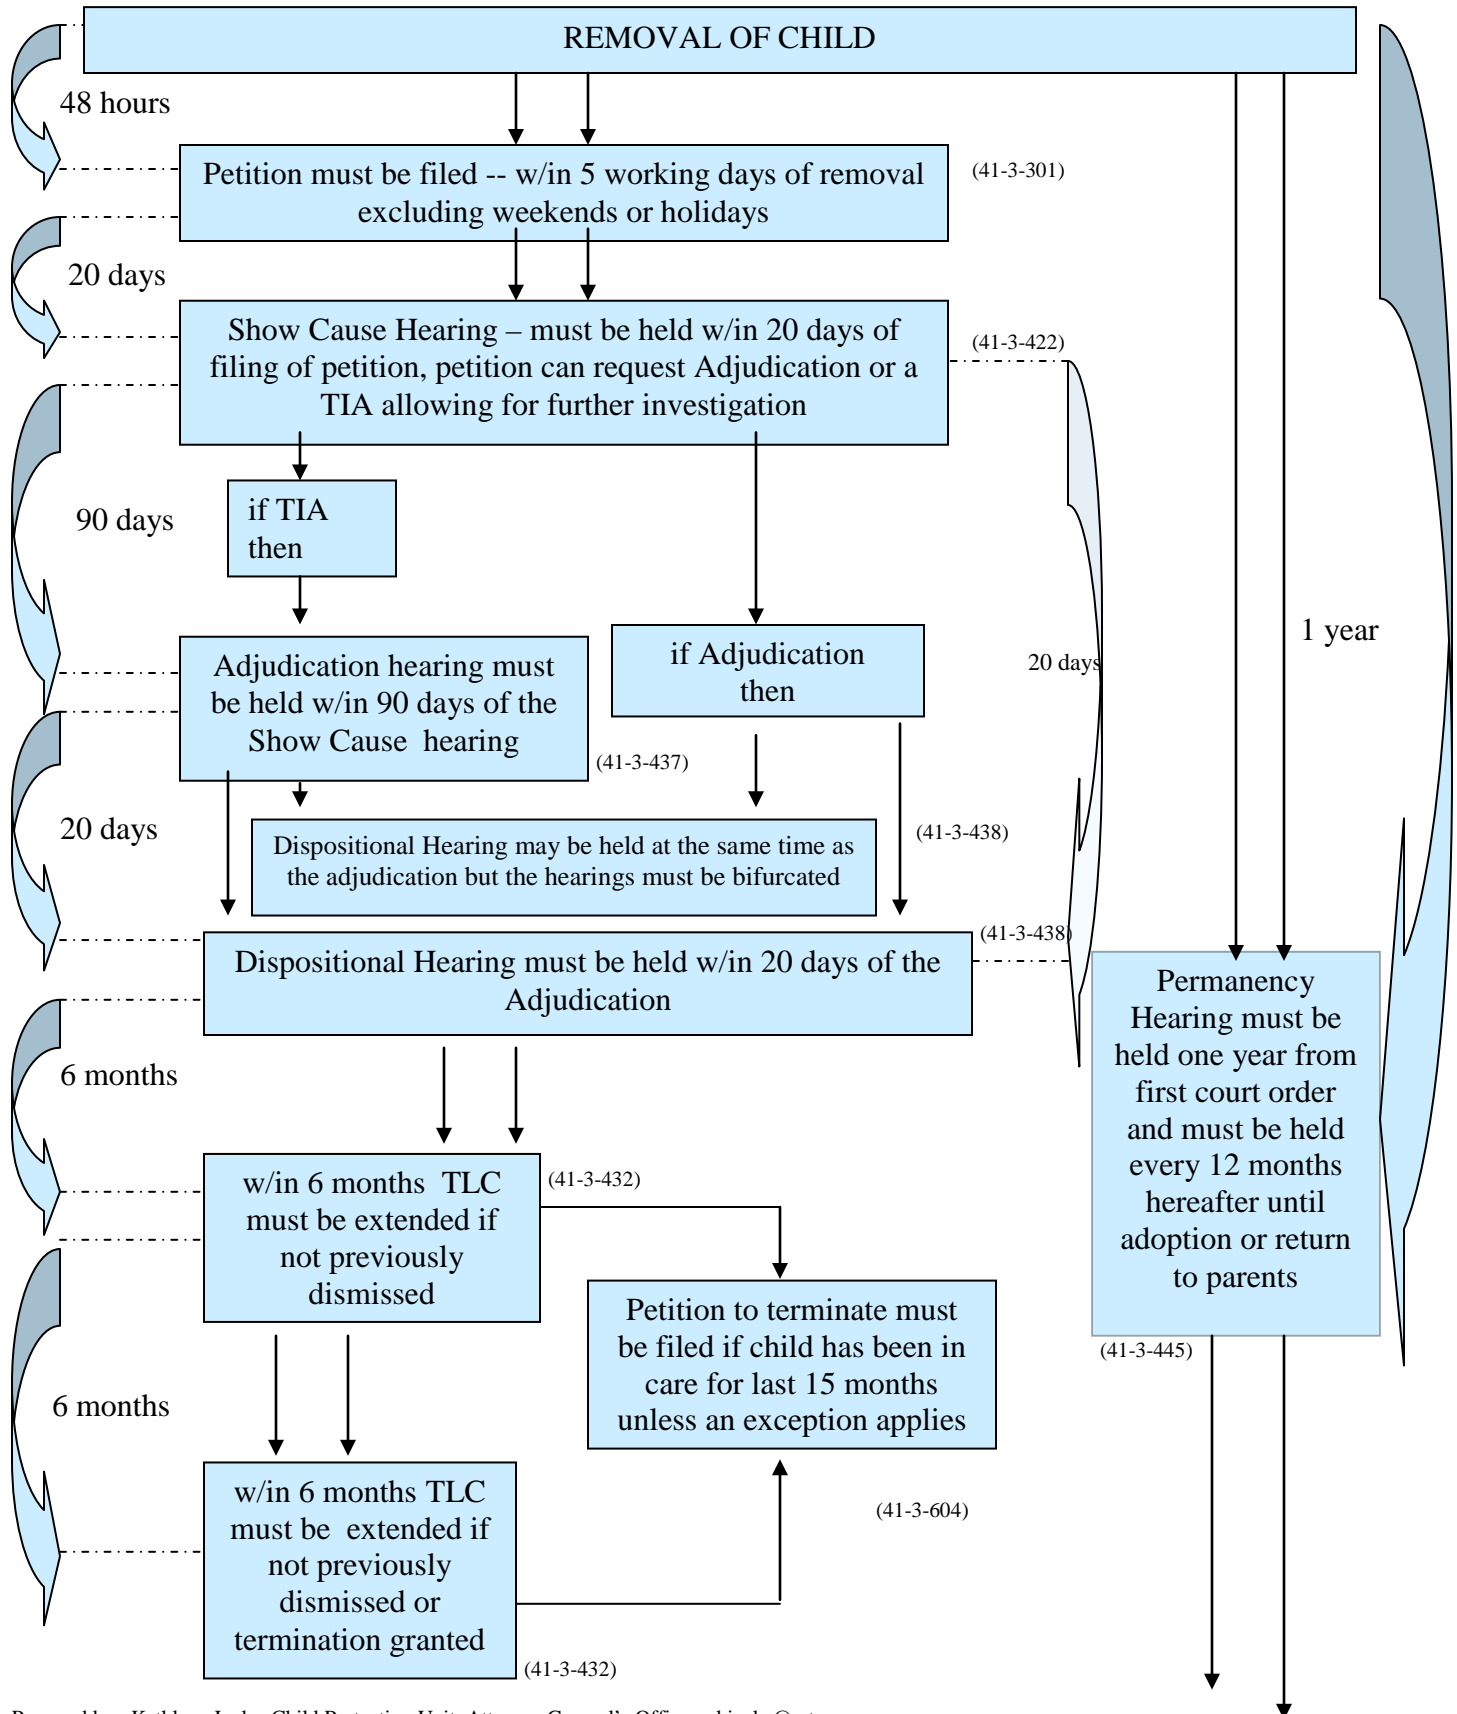 REMOVAL OF CHILD
48 hours
Petition must be filed -- w/in 5 working days of removal
excluding weekends or holidays
(41-3-301)
20 days
Show Cause Hearing – must be held w/in 20 days of
filing of petition, petition can request Adjudication or a
TIA allowing for further investigation
(41-3-422)
90 days
if TIA
then
1 year
Adjudication hearing must
be held w/in 90 days of the
Show Cause hearing
(41-3-437)
if Adjudication
then
20 days
20 days
Dispositional Hearing may be held at the same time as
the adjudication but the hearings must be bifurcated
(41-3-438)
(41-3-438)
Dispositional Hearing must be held w/in 20 days of the
Adjudication
Permanency
Hearing must be
held one year from
first court order
and must be held
every 12 months
hereafter until
adoption or return
to parents
(41-3-445)
6 months
w/in 6 months TLC
must be extended if
not previously
dismissed
(41-3-432)
Petition to terminate must
be filed if child has been in
care for last 15 months
unless an exception applies
(41-3-604)
6 months
w/in 6 months TLC
must be extended if
not previously
dismissed or
termination granted
(41-3-432)